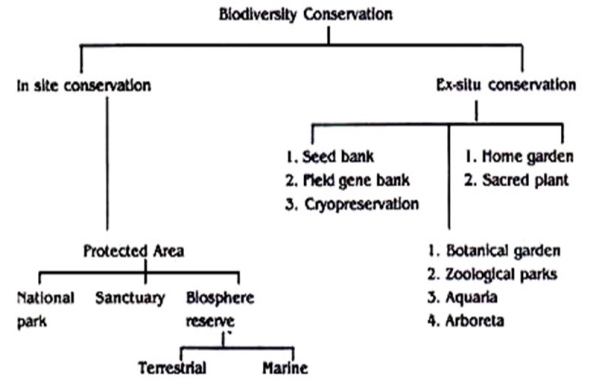 Biodiversity Conservation
In site conservation
Ex-situ conservation
1. Seed bank
2. Field gene bank
3. Cryopreservation
1. Home garden
2. Sacred plant
Protected Area
National park
Sanctuary
Biosphere reserve
1. Botanical garden
2. Zoological parks
3. Aquaria
4. Arboreta
Terrestrial
Marine